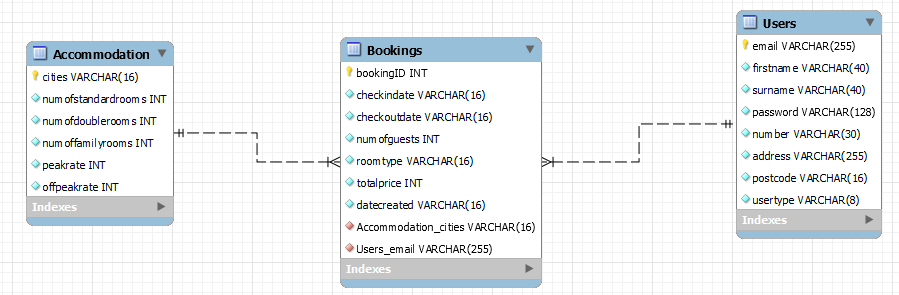 Accommodation
cities VARCHAR(16)
numofstandardrooms INT
numofdoublerooms INT
numoffamilyrooms INT
peakrate INT
offpeakrate INT
Indexes
Bookings
bookingID INT
checkindate VARCHAR(16)
checkoutdate VARCHAR(16)
numofguests INT
roomtype VARCHAR(16)
totalprice INT
datecreated VARCHAR(16)
Accommodation_cities VARCHAR(16)
Users_email VARCHAR(255)
Indexes
Users
email VARCHAR(255)
firstname VARCHAR(40)
surname VARCHAR(40)
password VARCHAR(128)
number VARCHAR(30)
address VARCHAR(255)
postcode VARCHAR(16)
usertype VARCHAR(8)
Indexes